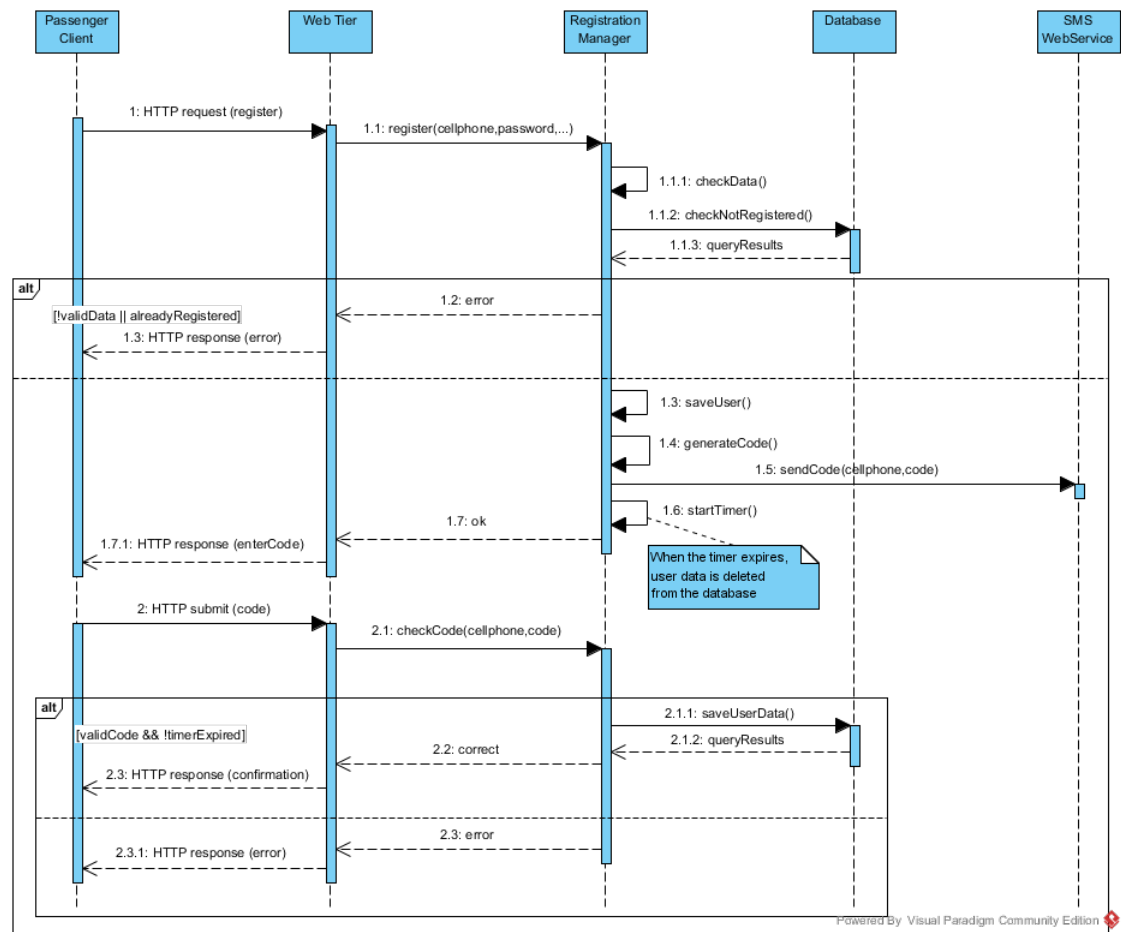 Passenger
Client
Web Tier
Registration
Manager
Database
SMS
WebService
1: HTTP request (register)
1.1: register(cellphone,password,...)
1.1.1: checkData()
1.1.2: checkNotRegistered()
1.1.3: queryResults
alt
1.2: error
[!validData || alreadyRegistered]
1.3: HTTP response (error)
1.3: saveUser()
1.4: generateCode()
1.5: sendCode(cellphone,code)
1.6: startTimer()
1.7: ok
1.7.1: HTTP response (enterCode)
When the timer expires,
user data is deleted
from the database
2: HTTP submit (code)
2.1: checkCode(cellphone,code)
alt
2.1.1: saveUserData()
[validCode && !timerExpired]
2.1.2: queryResults
2.2: correct
2.3: HTTP response (confirmation)
2.3: error
2.3.1: HTTP response (error)
Powered By Visual Paradigm Community Edition